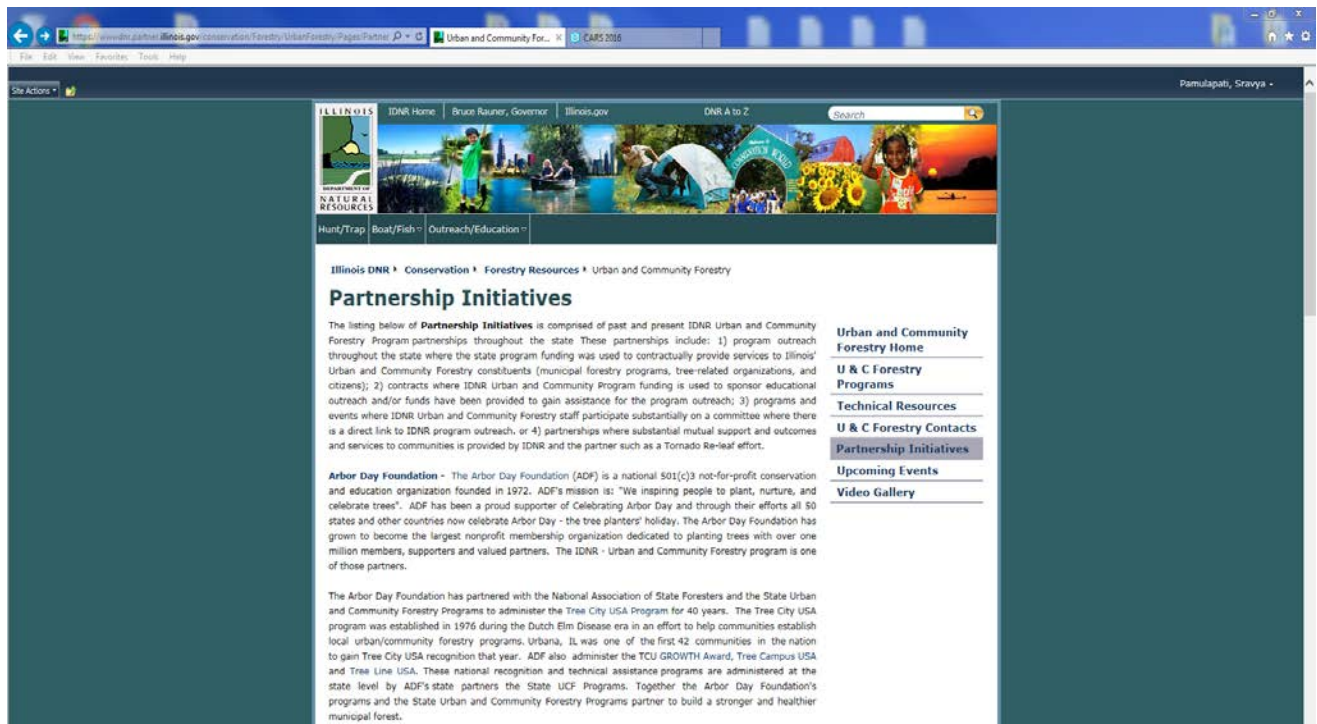 https://www.dnr.partner.illinois.gov/conservation/Forestry/UrbanForestry/Pages/Partner
Urban and Community For...
CARS 2016
File Edit View Favorites Tools Help
Site Actions
Pamulapati, Sravya
ILLINOIS
DEPARTMENT OF
NATURAL
RESOURCES
IDNR Home
Bruce Rauner, Governor
Illinois.gov
DNR A to Z
Search
CONSERVATION WORLD
Hunt/Trap
Boat/Fish
Outreach/Education
Illinois DNR Conservation Forestry Resources Urban and Community Forestry
Partnership Initiatives
The listing below of Partnership Initiatives is comprised of past and present IDNR Urban and Community
Forestry Program partnerships throughout the state These partnerships include: 1) program outreach
throughout the state where the state program funding was used to contractually provide services to Illinois'
Urban and Community Forestry constituents (municipal forestry programs, tree-related organizations, and
citizens); 2) contracts where IDNR Urban and Community Program funding is used to sponsor educational
outreach and/or funds have been provided to gain assistance for the program outreach; 3) programs and
events where IDNR Urban and Community Forestry staff participate substantially on a committee where there
is a direct link to IDNR program outreach. or 4) partnerships where substantial mutual support and outcomes
and services to communities is provided by IDNR and the partner such as a Tornado Re-leaf effort.
Arbor Day Foundation - The Arbor Day Foundation (ADF) is a national 501(c)3 not-for-profit conservation
and education organization founded in 1972. ADF's mission is: "We inspiring people to plant, nurture, and
celebrate trees". ADF has been a proud supporter of Celebrating Arbor Day and through their efforts all 50
states and other countries now celebrate Arbor Day - the tree planters' holiday. The Arbor Day Foundation has
grown to become the largest nonprofit membership organization dedicated to planting trees with over one
million members, supporters and valued partners. The IDNR - Urban and Community Forestry program is one
of those partners.
The Arbor Day Foundation has partnered with the National Association of State Foresters and the State Urban
and Community Forestry Programs to administer the Tree City USA Program for 40 years. The Tree City USA
program was established in 1976 during the Dutch Elm Disease era in an effort to help communities establish
local urban/community forestry programs. Urbana, IL was one of the first 42 communities in the nation
to gain Tree City USA recognition that year. ADF also administer the TCU GROWTH Award, Tree Campus USA
and Tree Line USA. These national recognition and technical assistance programs are administered at the
state level by ADF's state partners the State UCF Programs. Together the Arbor Day Foundation's
programs and the State Urban and Community Forestry Programs partner to build a stronger and healthier
municipal forest.
Urban and Community
Forestry Home
U & C Forestry
Programs
Technical Resources
U & C Forestry Contacts
Partnership Initiatives
Upcoming Events
Video Gallery